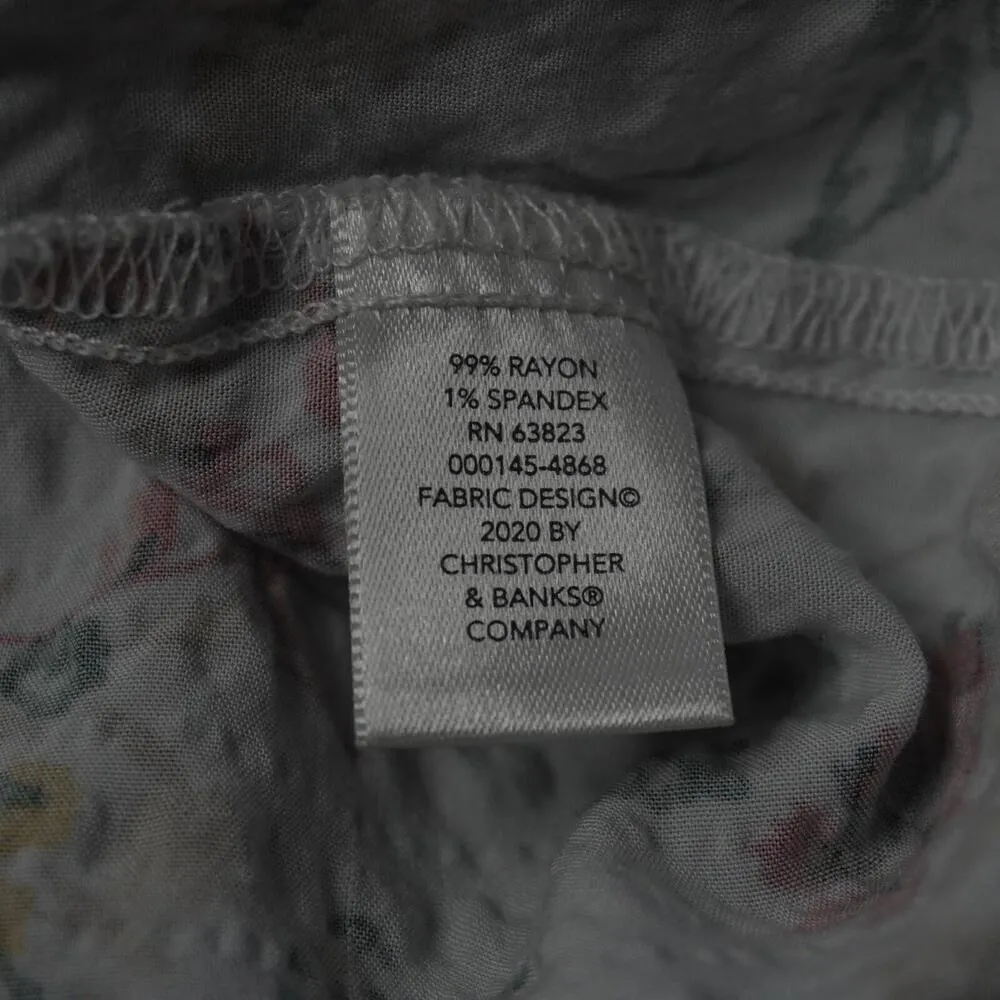 99% RAYON
1% SPANDEX
RN 63823
000145-4868
FABRIC DESIGN©
2020 BY
CHRISTOPHER
& BANKS®
COMPANY